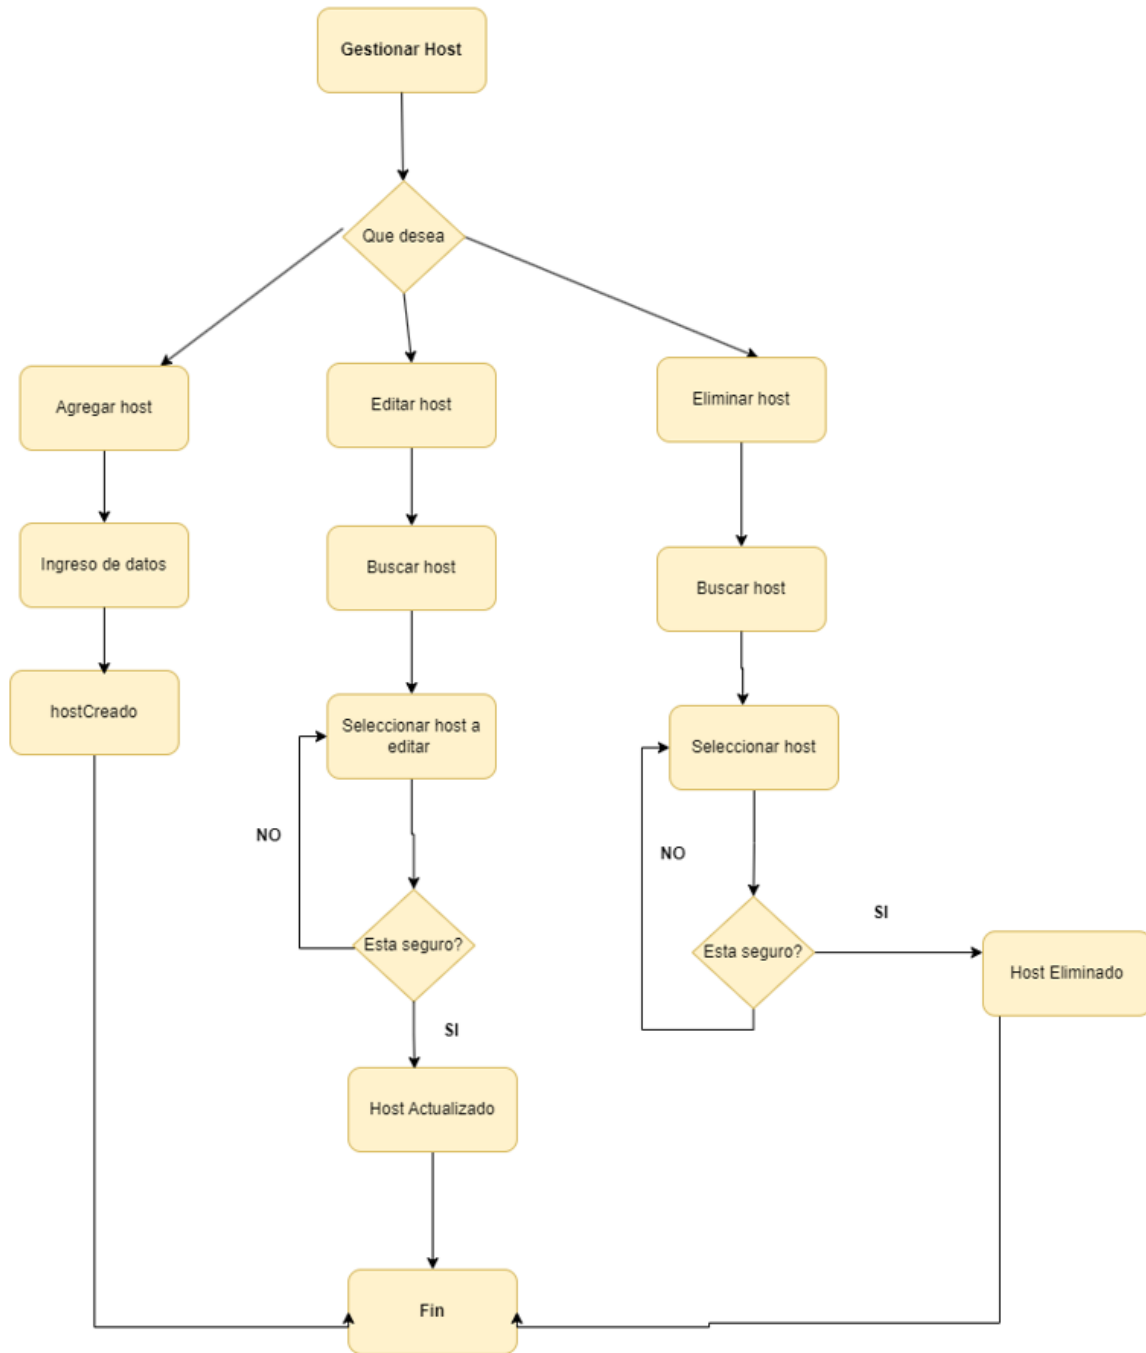 Gestionar Host
Que desea
Agregar host
Editar host
Eliminar host
Ingreso de datos
Buscar host
Buscar host
hostCreado
Seleccionar host a
editar
Seleccionar host
NO
NO
Esta seguro?
Esta seguro?
SI
Host Eliminado
SI
Host Actualizado
Fin